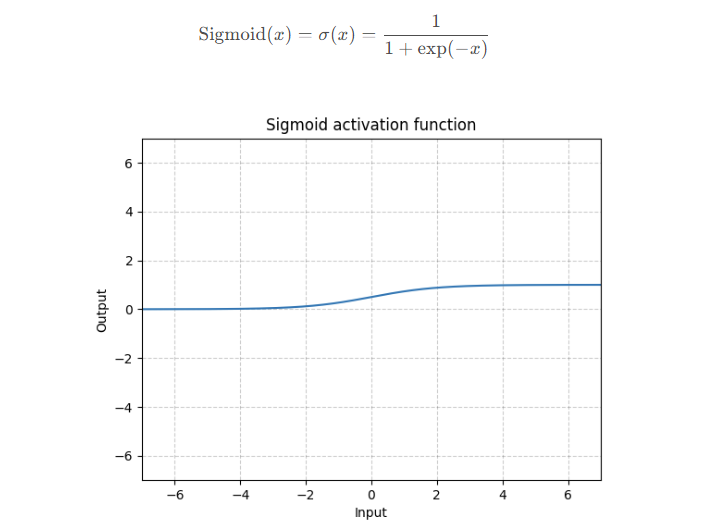 Sigmoid(x) = σ(x) = 1 / (1 + exp(−x))
Sigmoid activation function
6
4
2
0
−2
−4
−6
Output
−6 −4 −2 0 2 4 6
Input